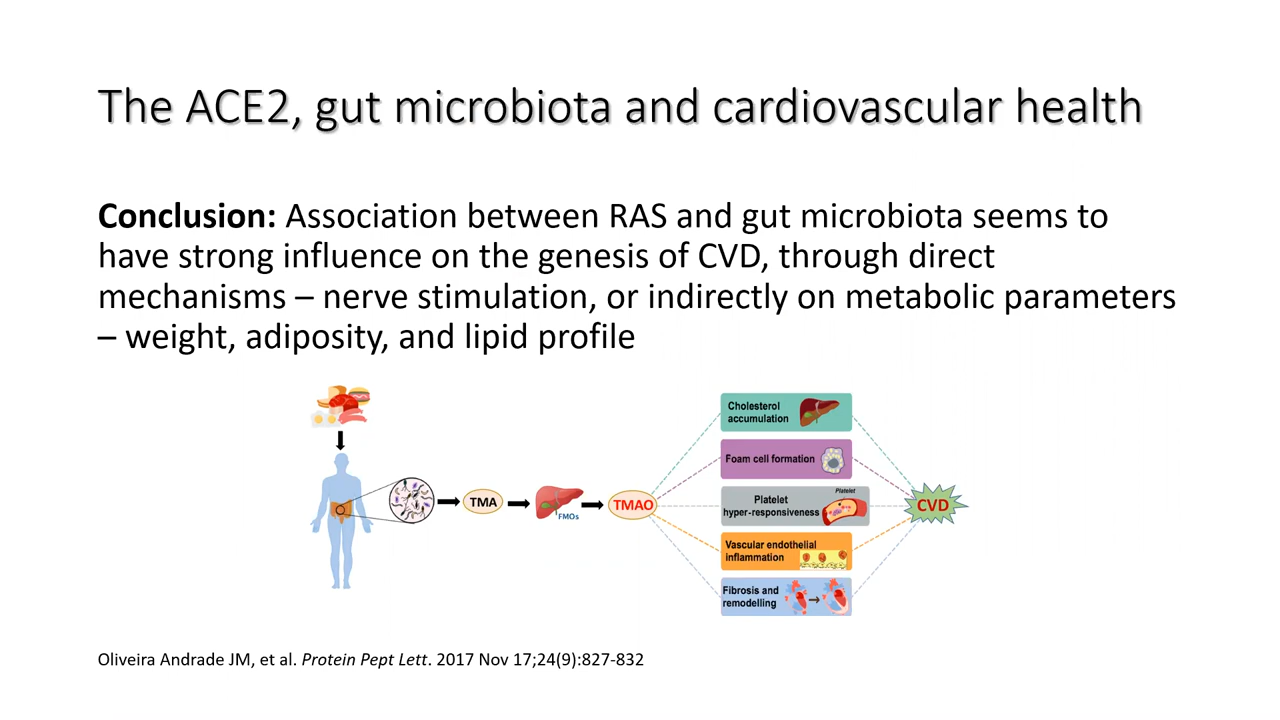 The ACE2, gut microbiota and cardiovascular health
Conclusion: Association between RAS and gut microbiota seems to
have strong influence on the genesis of CVD, through direct
mechanisms – nerve stimulation, or indirectly on metabolic parameters
– weight, adiposity, and lipid profile
TMA
FMOs
TMAO
Cholesterol
accumulation
Foam cell formation
Platelet
hyper-responsiveness
Platelet
Vascular endothelial
inflammation
Fibrosis and
remodelling
CVD
Oliveira Andrade JM, et al. Protein Pept Lett. 2017 Nov 17;24(9):827-832